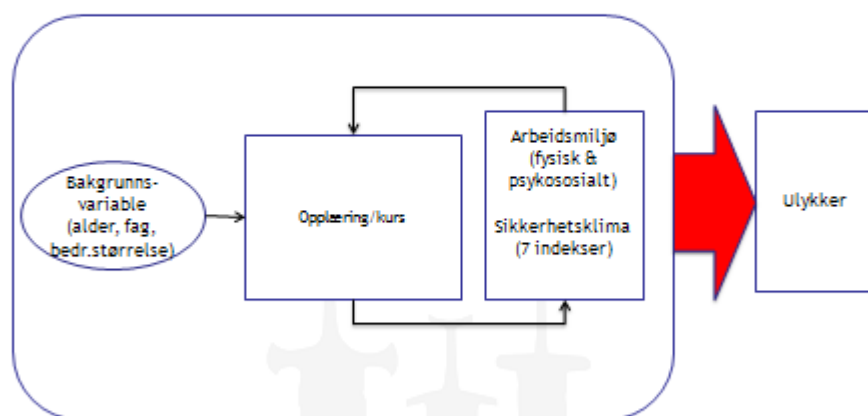 Bakgrunns-
variable
(alder, fag,
bedr.størrelse)
Opplæring/kurs
Arbeidsmiljø
(fysisk &
psykososialt)
Sikkerhetsklima
(7 indekser)
Ulykker